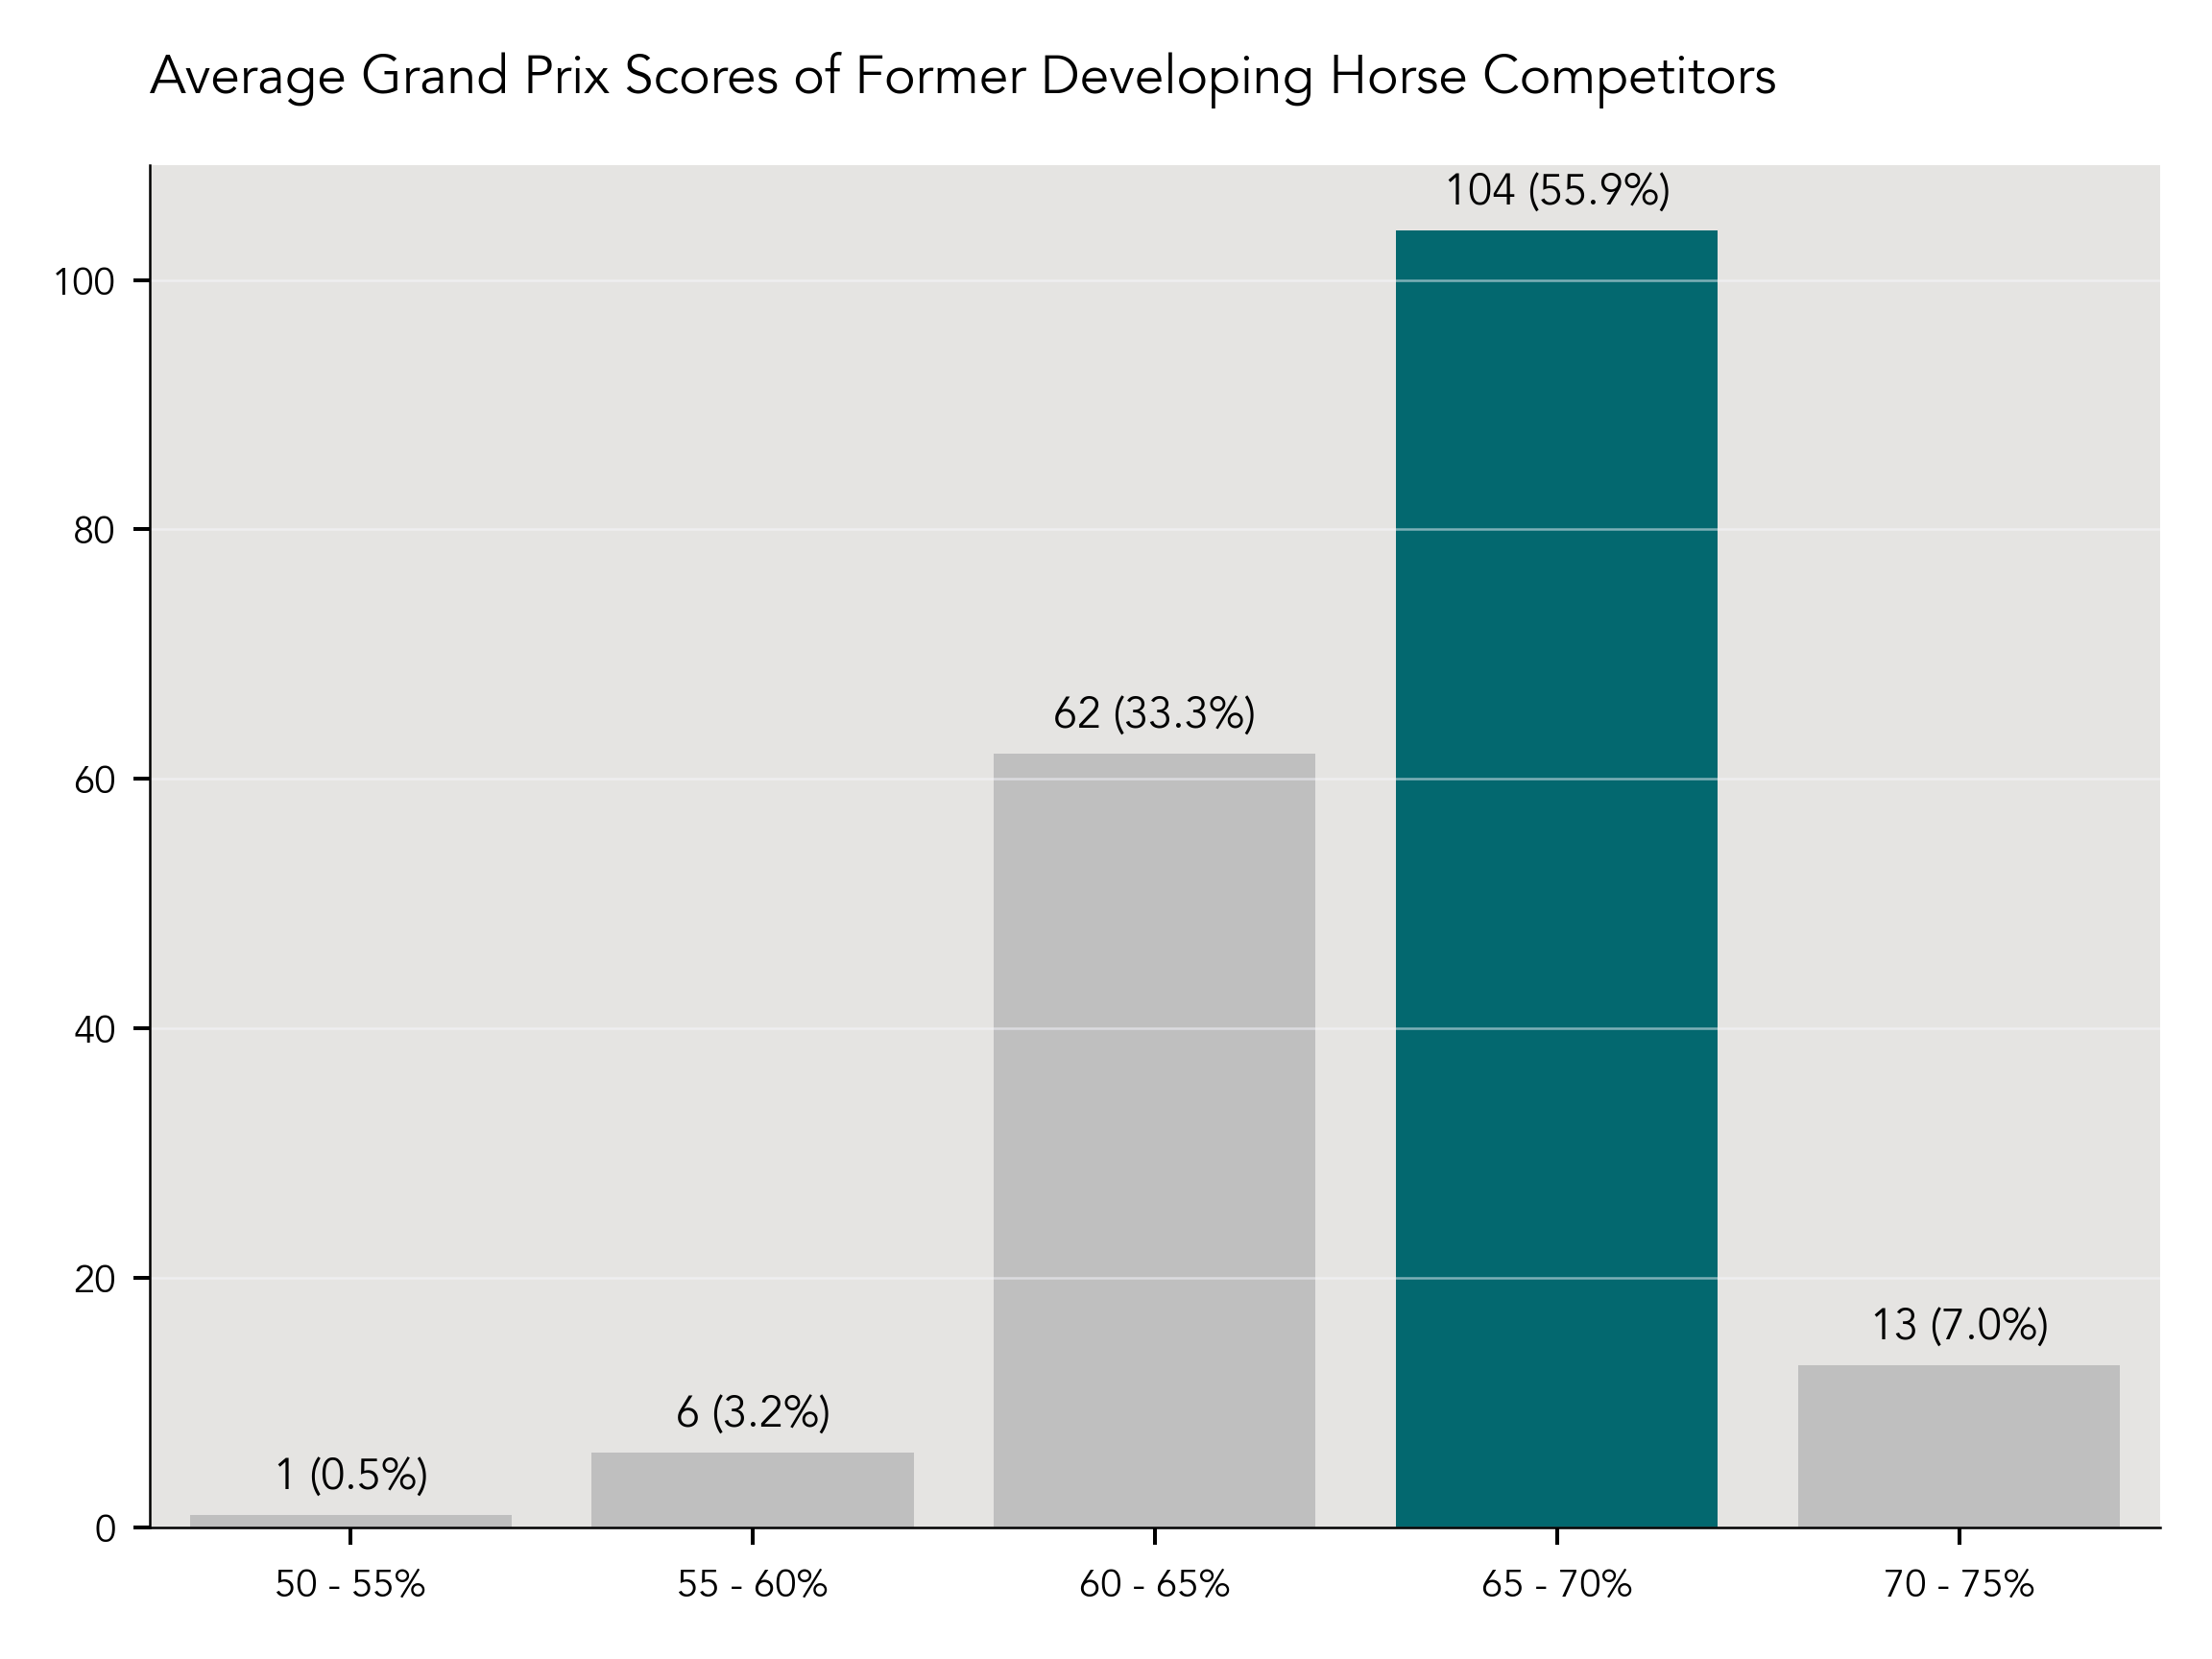 Average Grand Prix Scores of Former Developing Horse Competitors
104 (55.9%)
100
80
62 (33.3%)
60
40
20
13 (7.0%)
6 (3.2%)
1 (0.5%)
0
50 - 55%
55 - 60%
60 - 65%
65 - 70%
70 - 75%